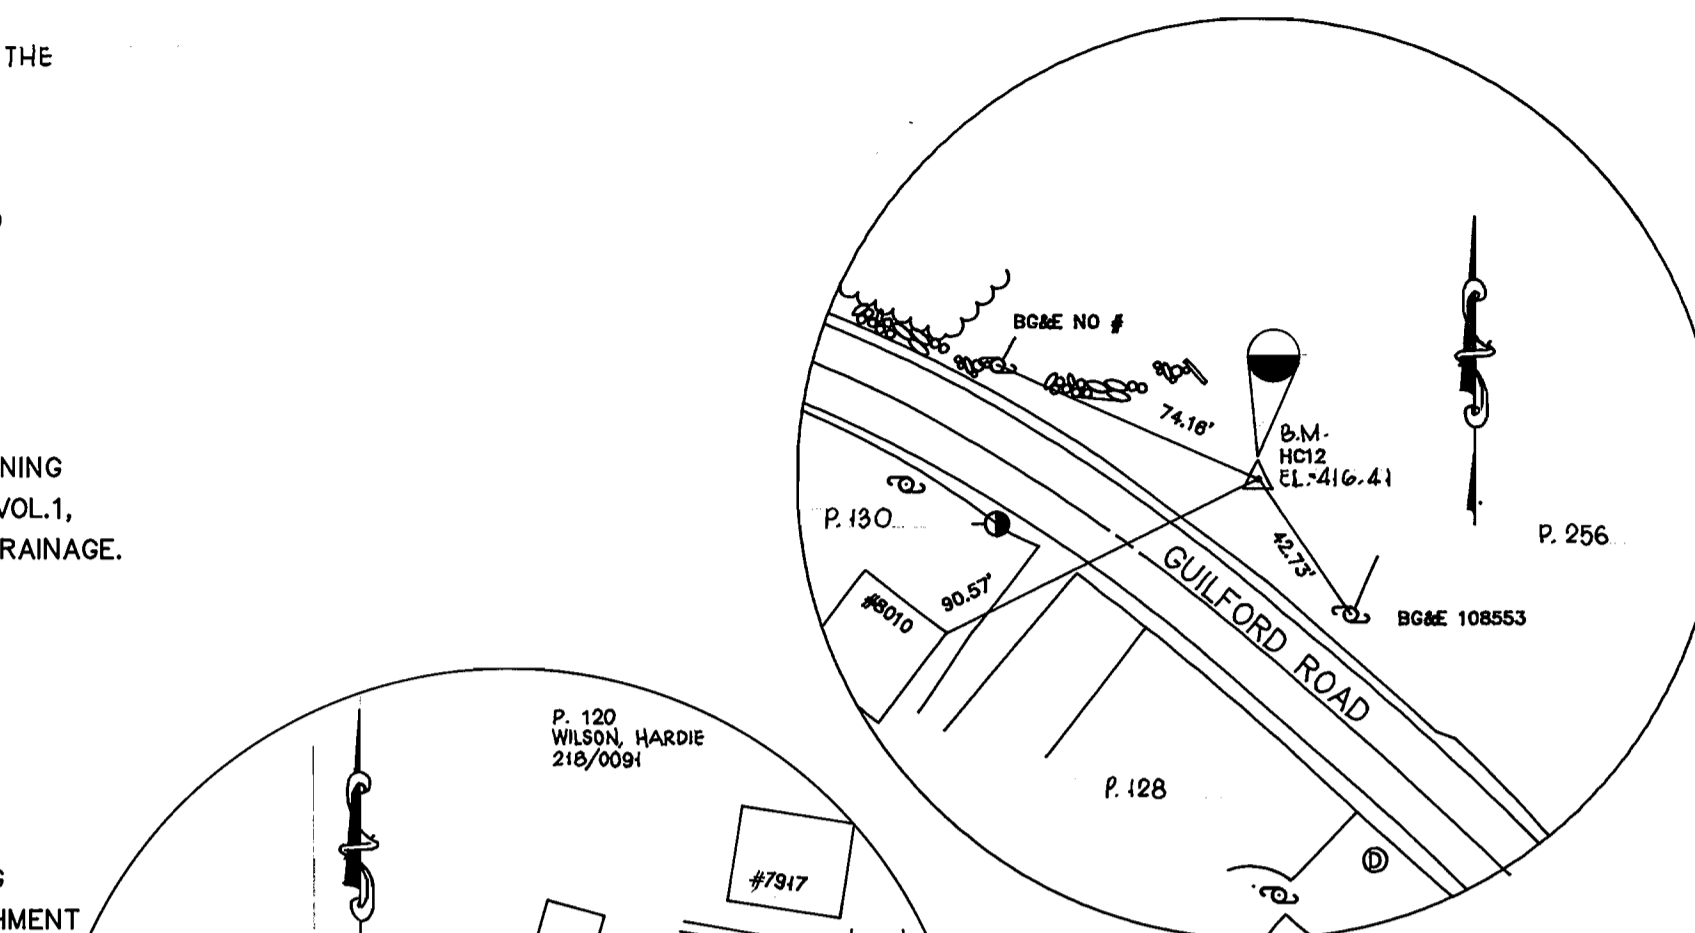 THE
NING
VOL.1,
RAINAGE.
HMENT
BG&E NO #
74.18'
B.M.
HC12
EL.=416.41
P. 130
P. 256
42.73'
90.57'
#8010
GUILFORD ROAD
BG&E 108553
P. 128
D
P. 120
WILSON, HARDIE
218/0091
#7917